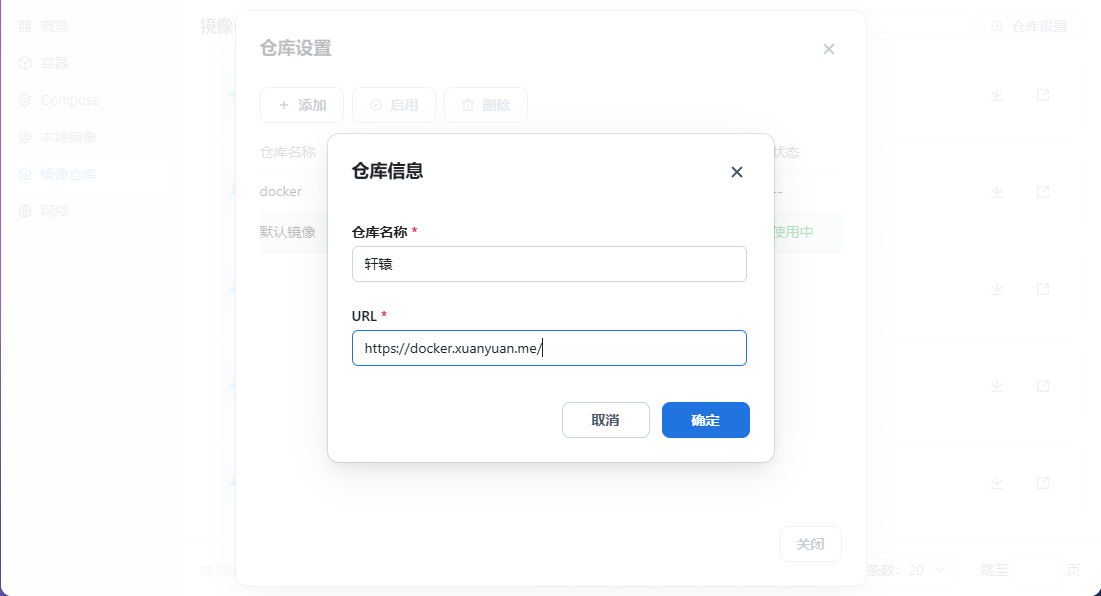 概览
容器
Compose
本地镜像
镜像仓库
网络
镜像
仓库设置
仓库设置
添加
启用
删除
仓库名称
状态
docker
--
默认镜像
使用中
仓库信息
仓库名称 *
轩辕
URL *
https://docker.xuanyuan.me/
取消
确定
关闭
共 250
条数: 20
跳至
页